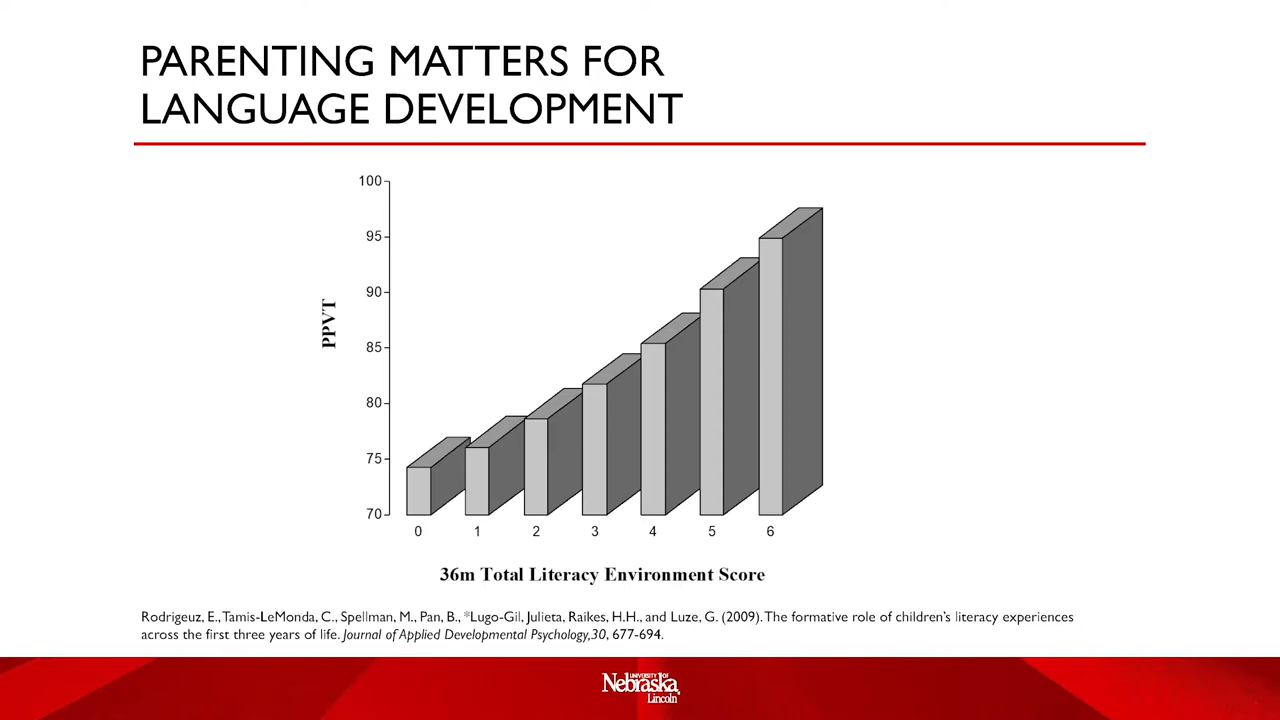 PARENTING MATTERS FOR
LANGUAGE DEVELOPMENT
100
95
90
85
80
75
70
PPVT
0 1 2 3 4 5 6
36m Total Literacy Environment Score
Rodrigeuz, E., Tamis-LeMonda, C., Spellman, M., Pan, B., *Lugo-Gil, Julieta, Raikes, H.H., and Luze, G. (2009). The formative role of children's literacy experiences
across the first three years of life. Journal of Applied Developmental Psychology,30, 677-694.
UNIVERSITY OF
Nebraska
Lincoln